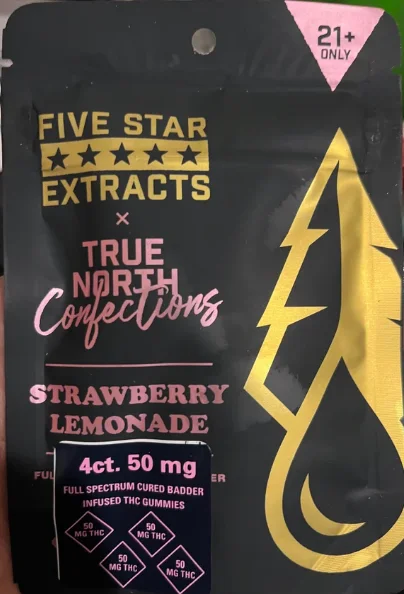 21+
ONLY
FIVE STAR
EXTRACTS
×
TRUE
NORTH
Confections
STRAWBERRY
LEMONADE
4ct. 50 mg
FULL SPECTRUM CURED BADDER
INFUSED THC GUMMIES
50
MG THC
50
MG THC
50
MG THC
50
MG THC